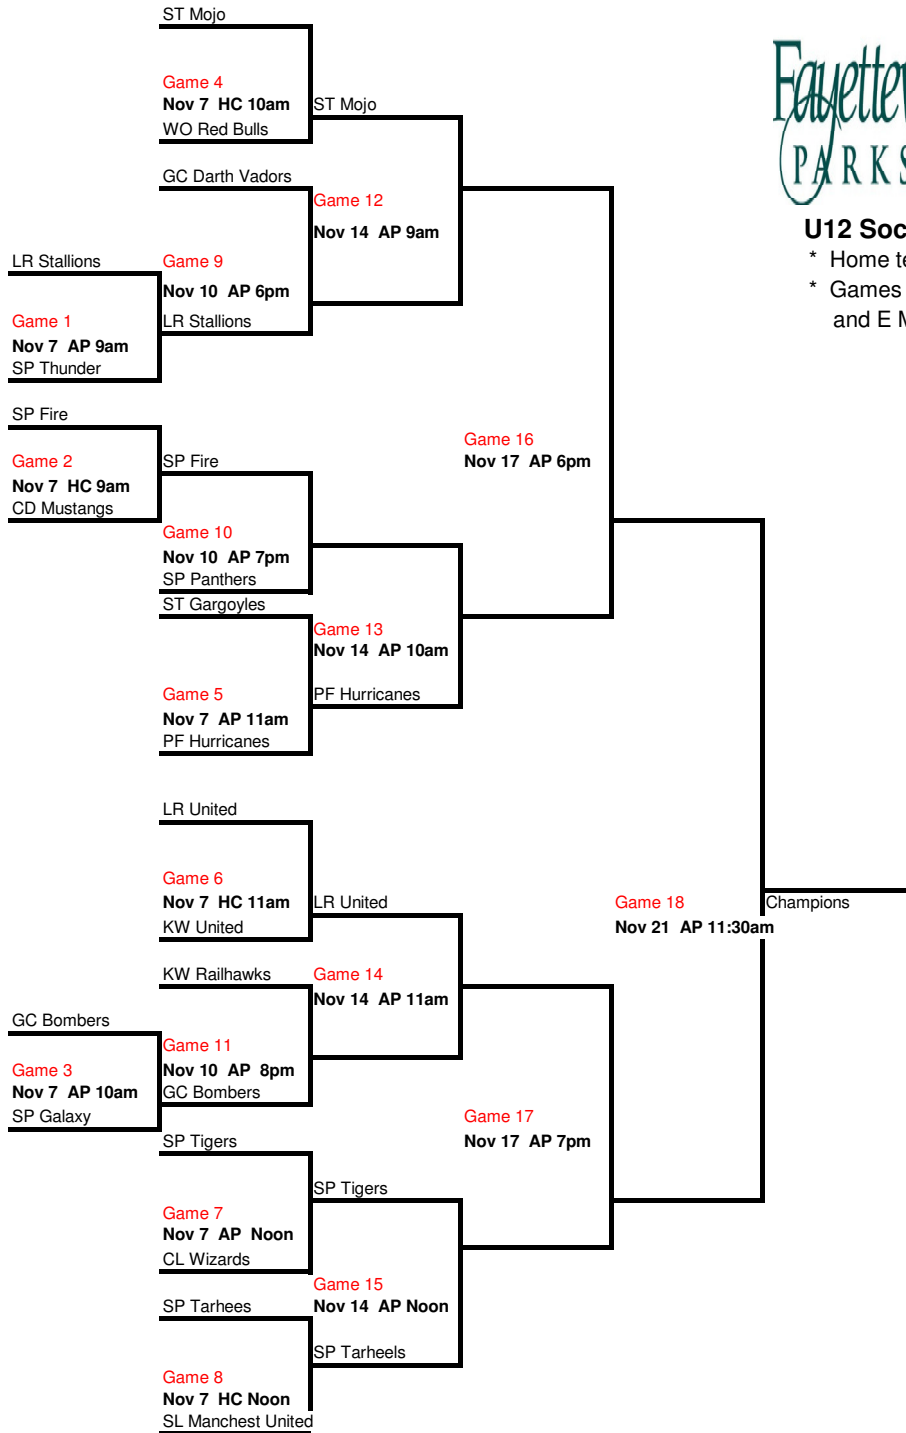 ST Mojo
Game 4
Nov 7 HC 10am
ST Mojo
WO Red Bulls
GC Darth Vadors
Game 12
Nov 14 AP 9am
LR Stallions
Game 9
Nov 10 AP 6pm
Game 1
LR Stallions
Nov 7 AP 9am
SP Thunder
SP Fire
Game 16
Game 2
SP Fire
Nov 17 AP 6pm
Nov 7 HC 9am
CD Mustangs
Game 10
Nov 10 AP 7pm
SP Panthers
ST Gargoyles
Game 13
Nov 14 AP 10am
Game 5
PF Hurricanes
Nov 7 AP 11am
PF Hurricanes
LR United
Game 6
Nov 7 HC 11am
LR United
Game 18
Champions
KW United
Nov 21 AP 11:30am
KW Railhawks
Game 14
Nov 14 AP 11am
GC Bombers
Game 11
Game 3
Nov 10 AP 8pm
Nov 7 AP 10am
GC Bombers
SP Galaxy
Game 17
SP Tigers
Nov 17 AP 7pm
SP Tigers
Game 7
Nov 7 AP Noon
CL Wizards
Game 15
SP Tarhees
Nov 14 AP Noon
SP Tarheels
Game 8
Nov 7 HC Noon
SL Manchest United
Fayettev
PARKS
U12 Soc
* Home te
* Games
and E M